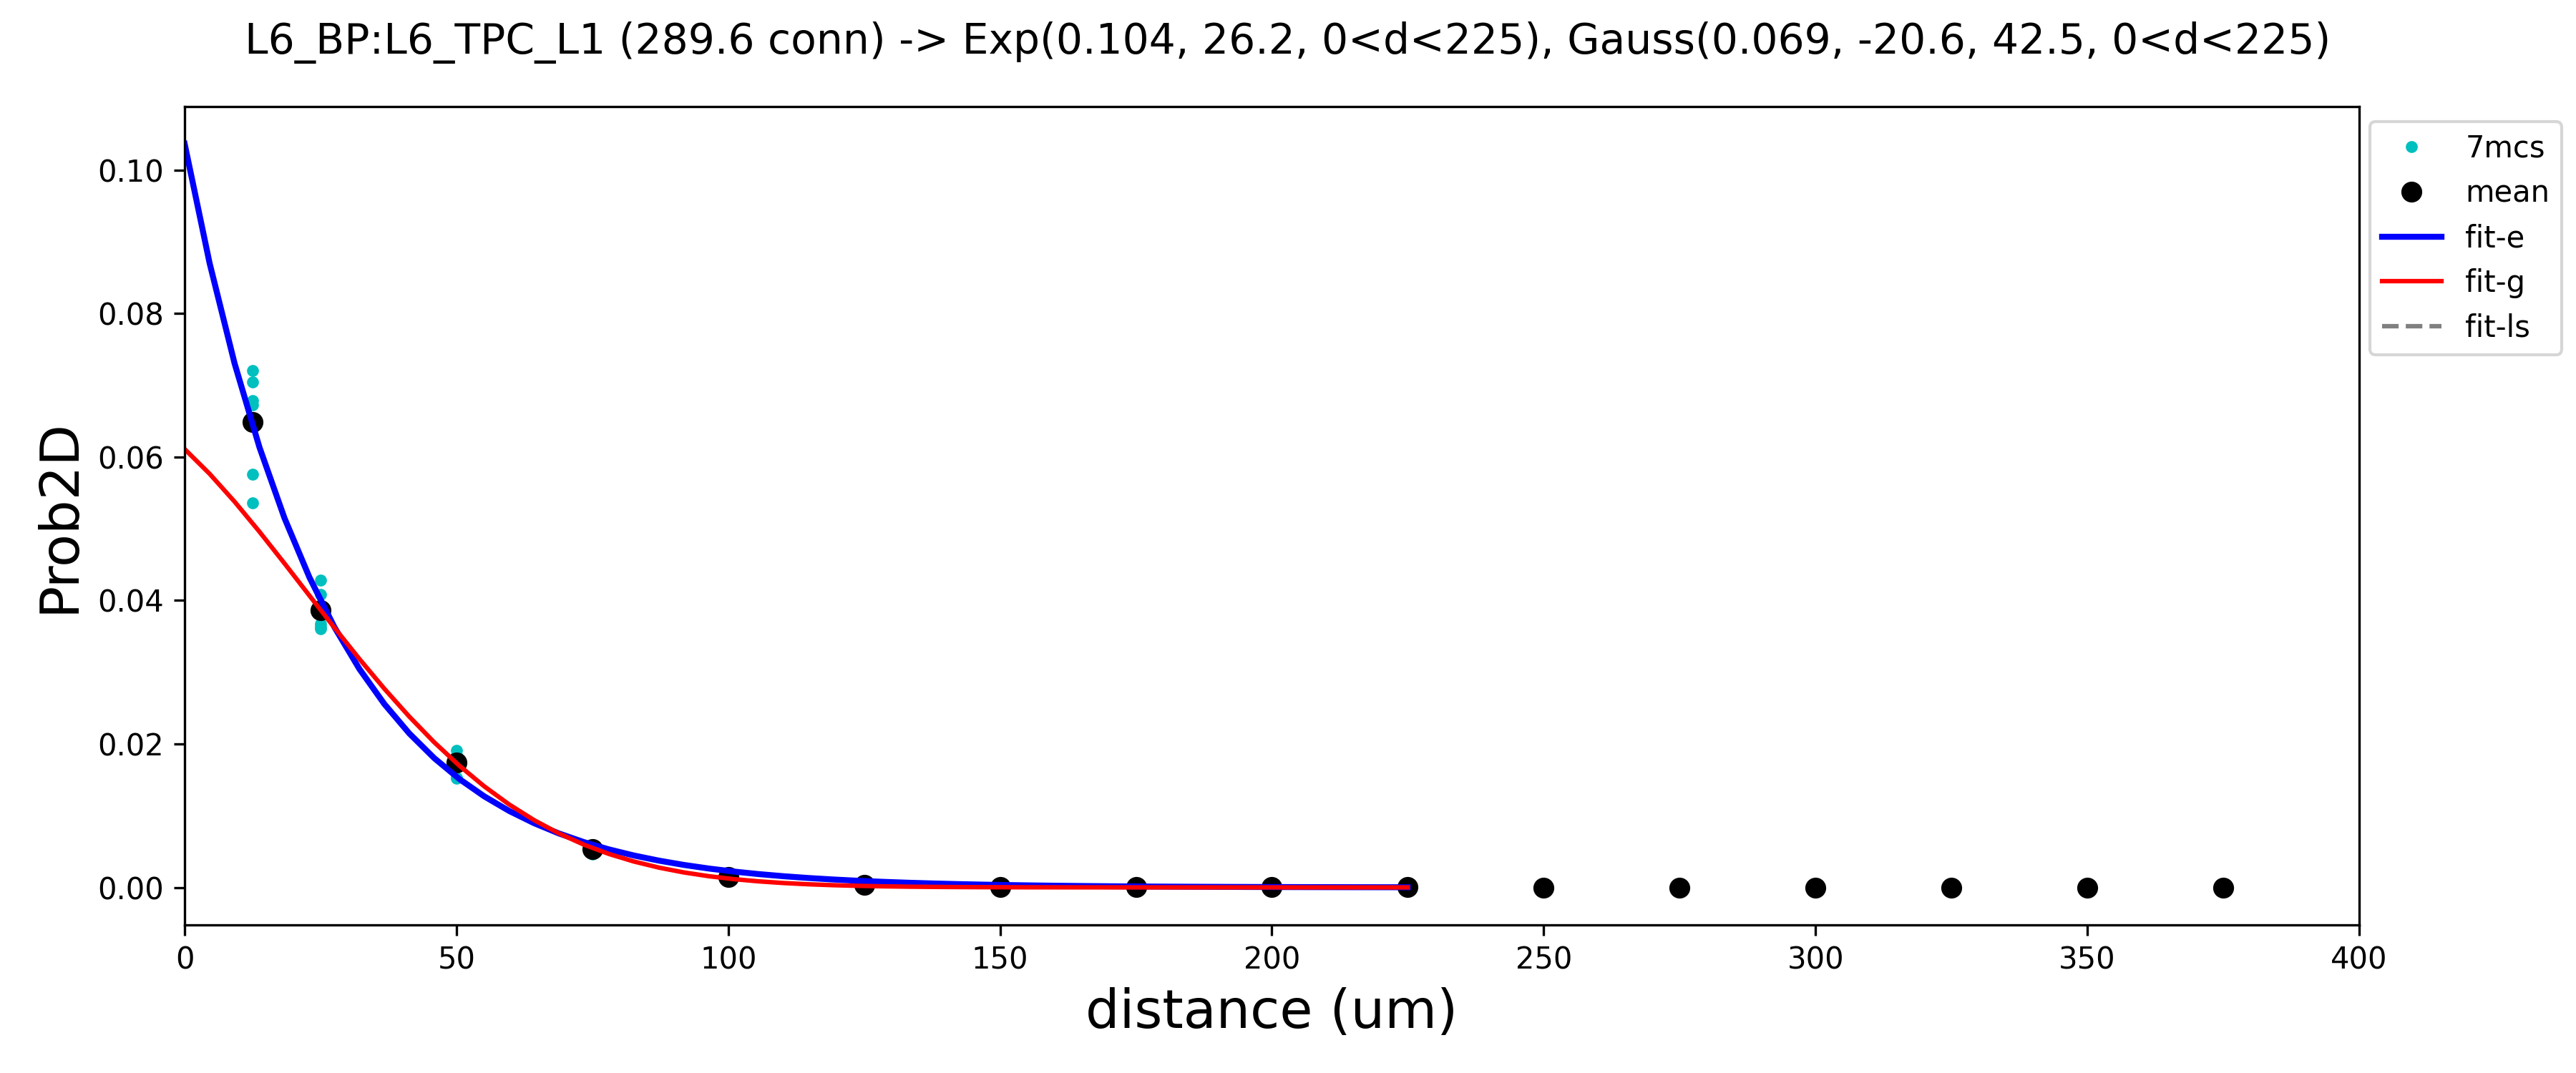 L6_BP:L6_TPC_L1 (289.6 conn) -> Exp(0.104, 26.2, 0<d<225), Gauss(0.069, -20.6, 42.5, 0<d<225)
7mcs
mean
fit-e
fit-g
fit-ls
Prob2D
0.10
0.08
0.06
0.04
0.02
0.00
0 50 100 150 200 250 300 350 400
distance (um)